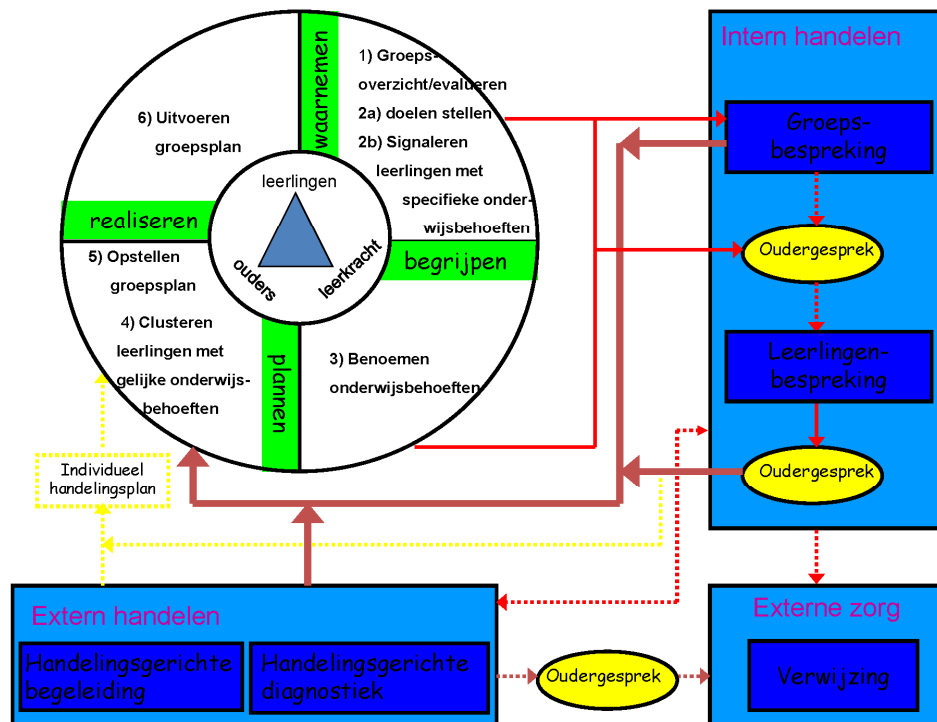 waarnemen
1) Groeps-
overzicht/evalueren
2a) doelen stellen
2b) Signaleren
leerlingen met
specifieke onder-
wijsbehoeften
begrijpen
3) Benoemen
onderwijsbehoeften
plannen
4) Clusteren
leerlingen met
gelijke onderwijs-
behoeften
5) Opstellen
groepsplan
realiseren
6) Uitvoeren
groepsplan
leerlingen
ouders
leerkracht
Individueel
handelingsplan
Intern handelen
Groeps-
bespreking
Oudergesprek
Leerlingen-
bespreking
Oudergesprek
Extern handelen
Handelingsgerichte
begeleiding
Handelingsgerichte
diagnostiek
Oudergesprek
Externe zorg
Verwijzing